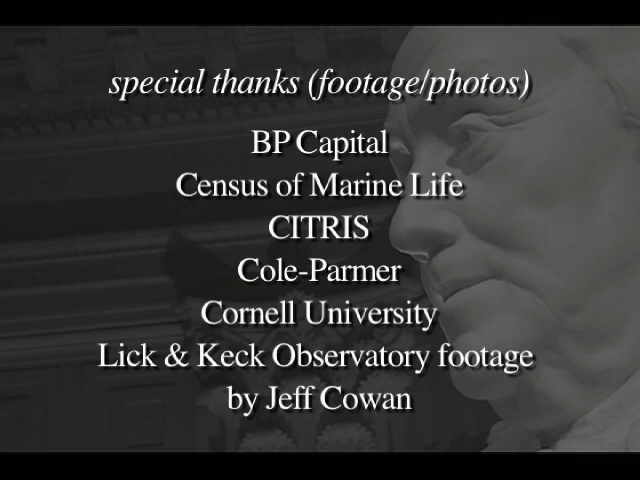 special thanks (footage/photos)
BP Capital
Census of Marine Life
CITRIS
Cole-Parmer
Cornell University
Lick & Keck Observatory footage
by Jeff Cowan